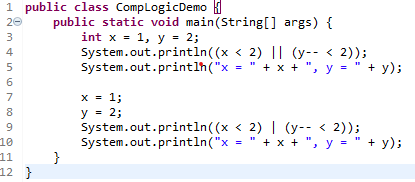 1 public class CompLogicDemo {
2 public static void main(String[] args) {
3 int x = 1, y = 2;
4 System.out.println((x < 2) || (y-- < 2));
5 System.out.println("x = " + x + ", y = " + y);
6
7 x = 1;
8 y = 2;
9 System.out.println((x < 2) | (y-- < 2));
10 System.out.println("x = " + x + ", y = " + y);
11 }
12 }